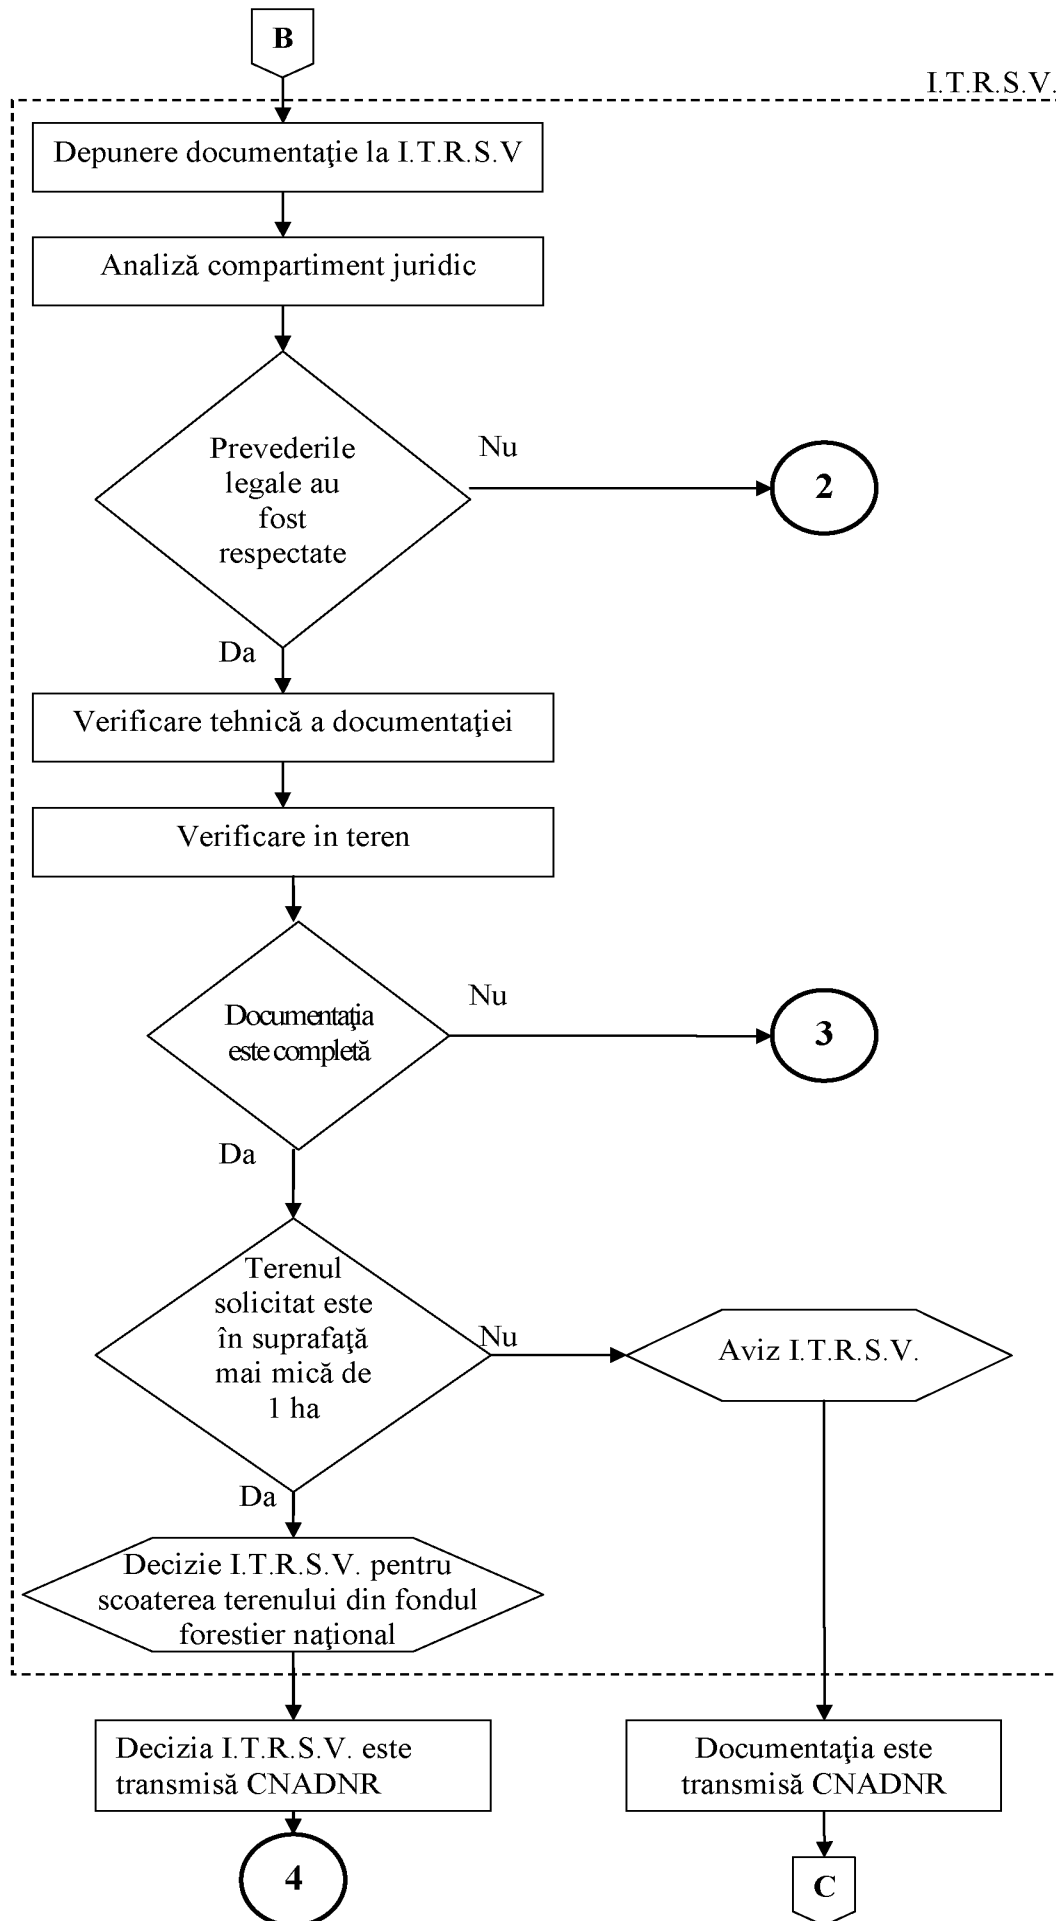 B
I.T.R.S.V.
Depunere documentaţie la I.T.R.S.V
Analiză compartiment juridic
Prevederile
legale au
fost
respectate
Nu
2
Da
Verificare tehnică a documentaţiei
Verificare in teren
Documentaţia
este completă
Nu
3
Da
Terenul
solicitat este
în suprafaţă
mai mică de
1 ha
Nu
Aviz I.T.R.S.V.
Da
Decizie I.T.R.S.V. pentru
scoaterea terenului din fondul
forestier naţional
Decizia I.T.R.S.V. este
transmisă CNADNR
Documentaţia este
transmisă CNADNR
4
C